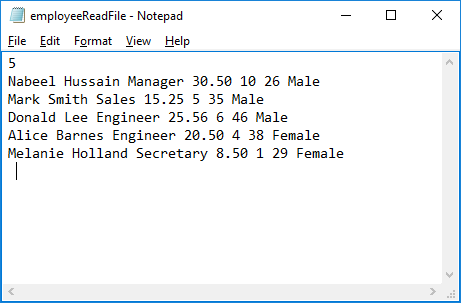 employeeReadFile - Notepad
File Edit Format View Help
5
Nabeel Hussain Manager 30.50 10 26 Male
Mark Smith Sales 15.25 5 35 Male
Donald Lee Engineer 25.56 6 46 Male
Alice Barnes Engineer 20.50 4 38 Female
Melanie Holland Secretary 8.50 1 29 Female